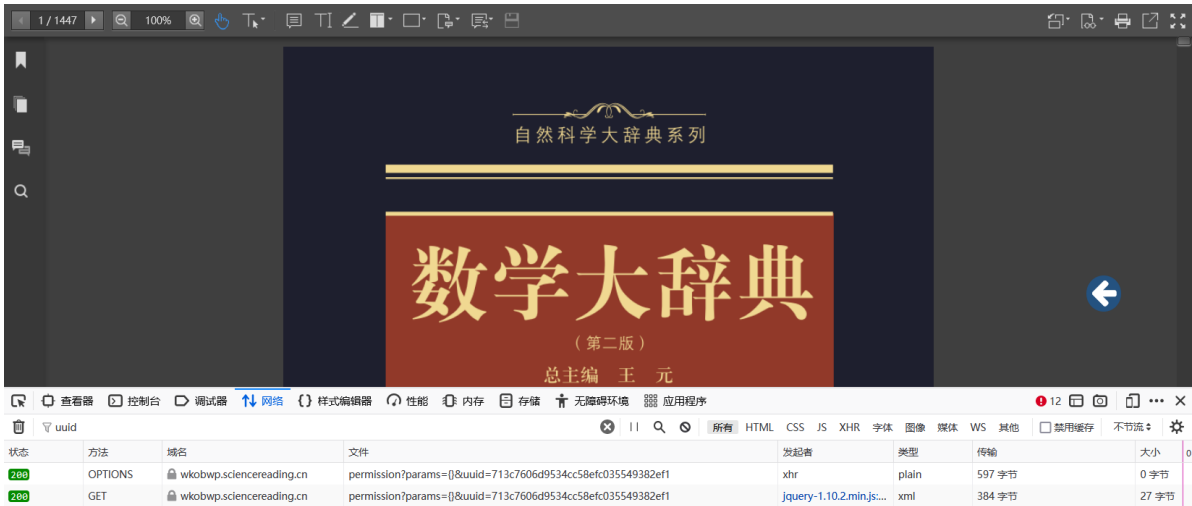 1 / 1447 100%
自然科学大辞典系列
数学大辞典
（第二版）
总主编 王 元
查看器 控制台 调试器 网络 {} 样式编辑器 性能 内存 存储 无障碍环境 应用程序 12
uuid 所有 HTML CSS JS XHR 字体 图像 媒体 WS 其他 禁用缓存 不节流
状态 方法 域名 文件 发起者 类型 传输 大小 0
200 OPTIONS wkobwp.sciencereading.cn permission?params={}&uuid=713c7606d9534cc58efc035549382ef1 xhr plain 597 字节 0 字节
200 GET wkobwp.sciencereading.cn permission?params={}&uuid=713c7606d9534cc58efc035549382ef1 jquery-1.10.2.min.js:... xml 384 字节 27 字节